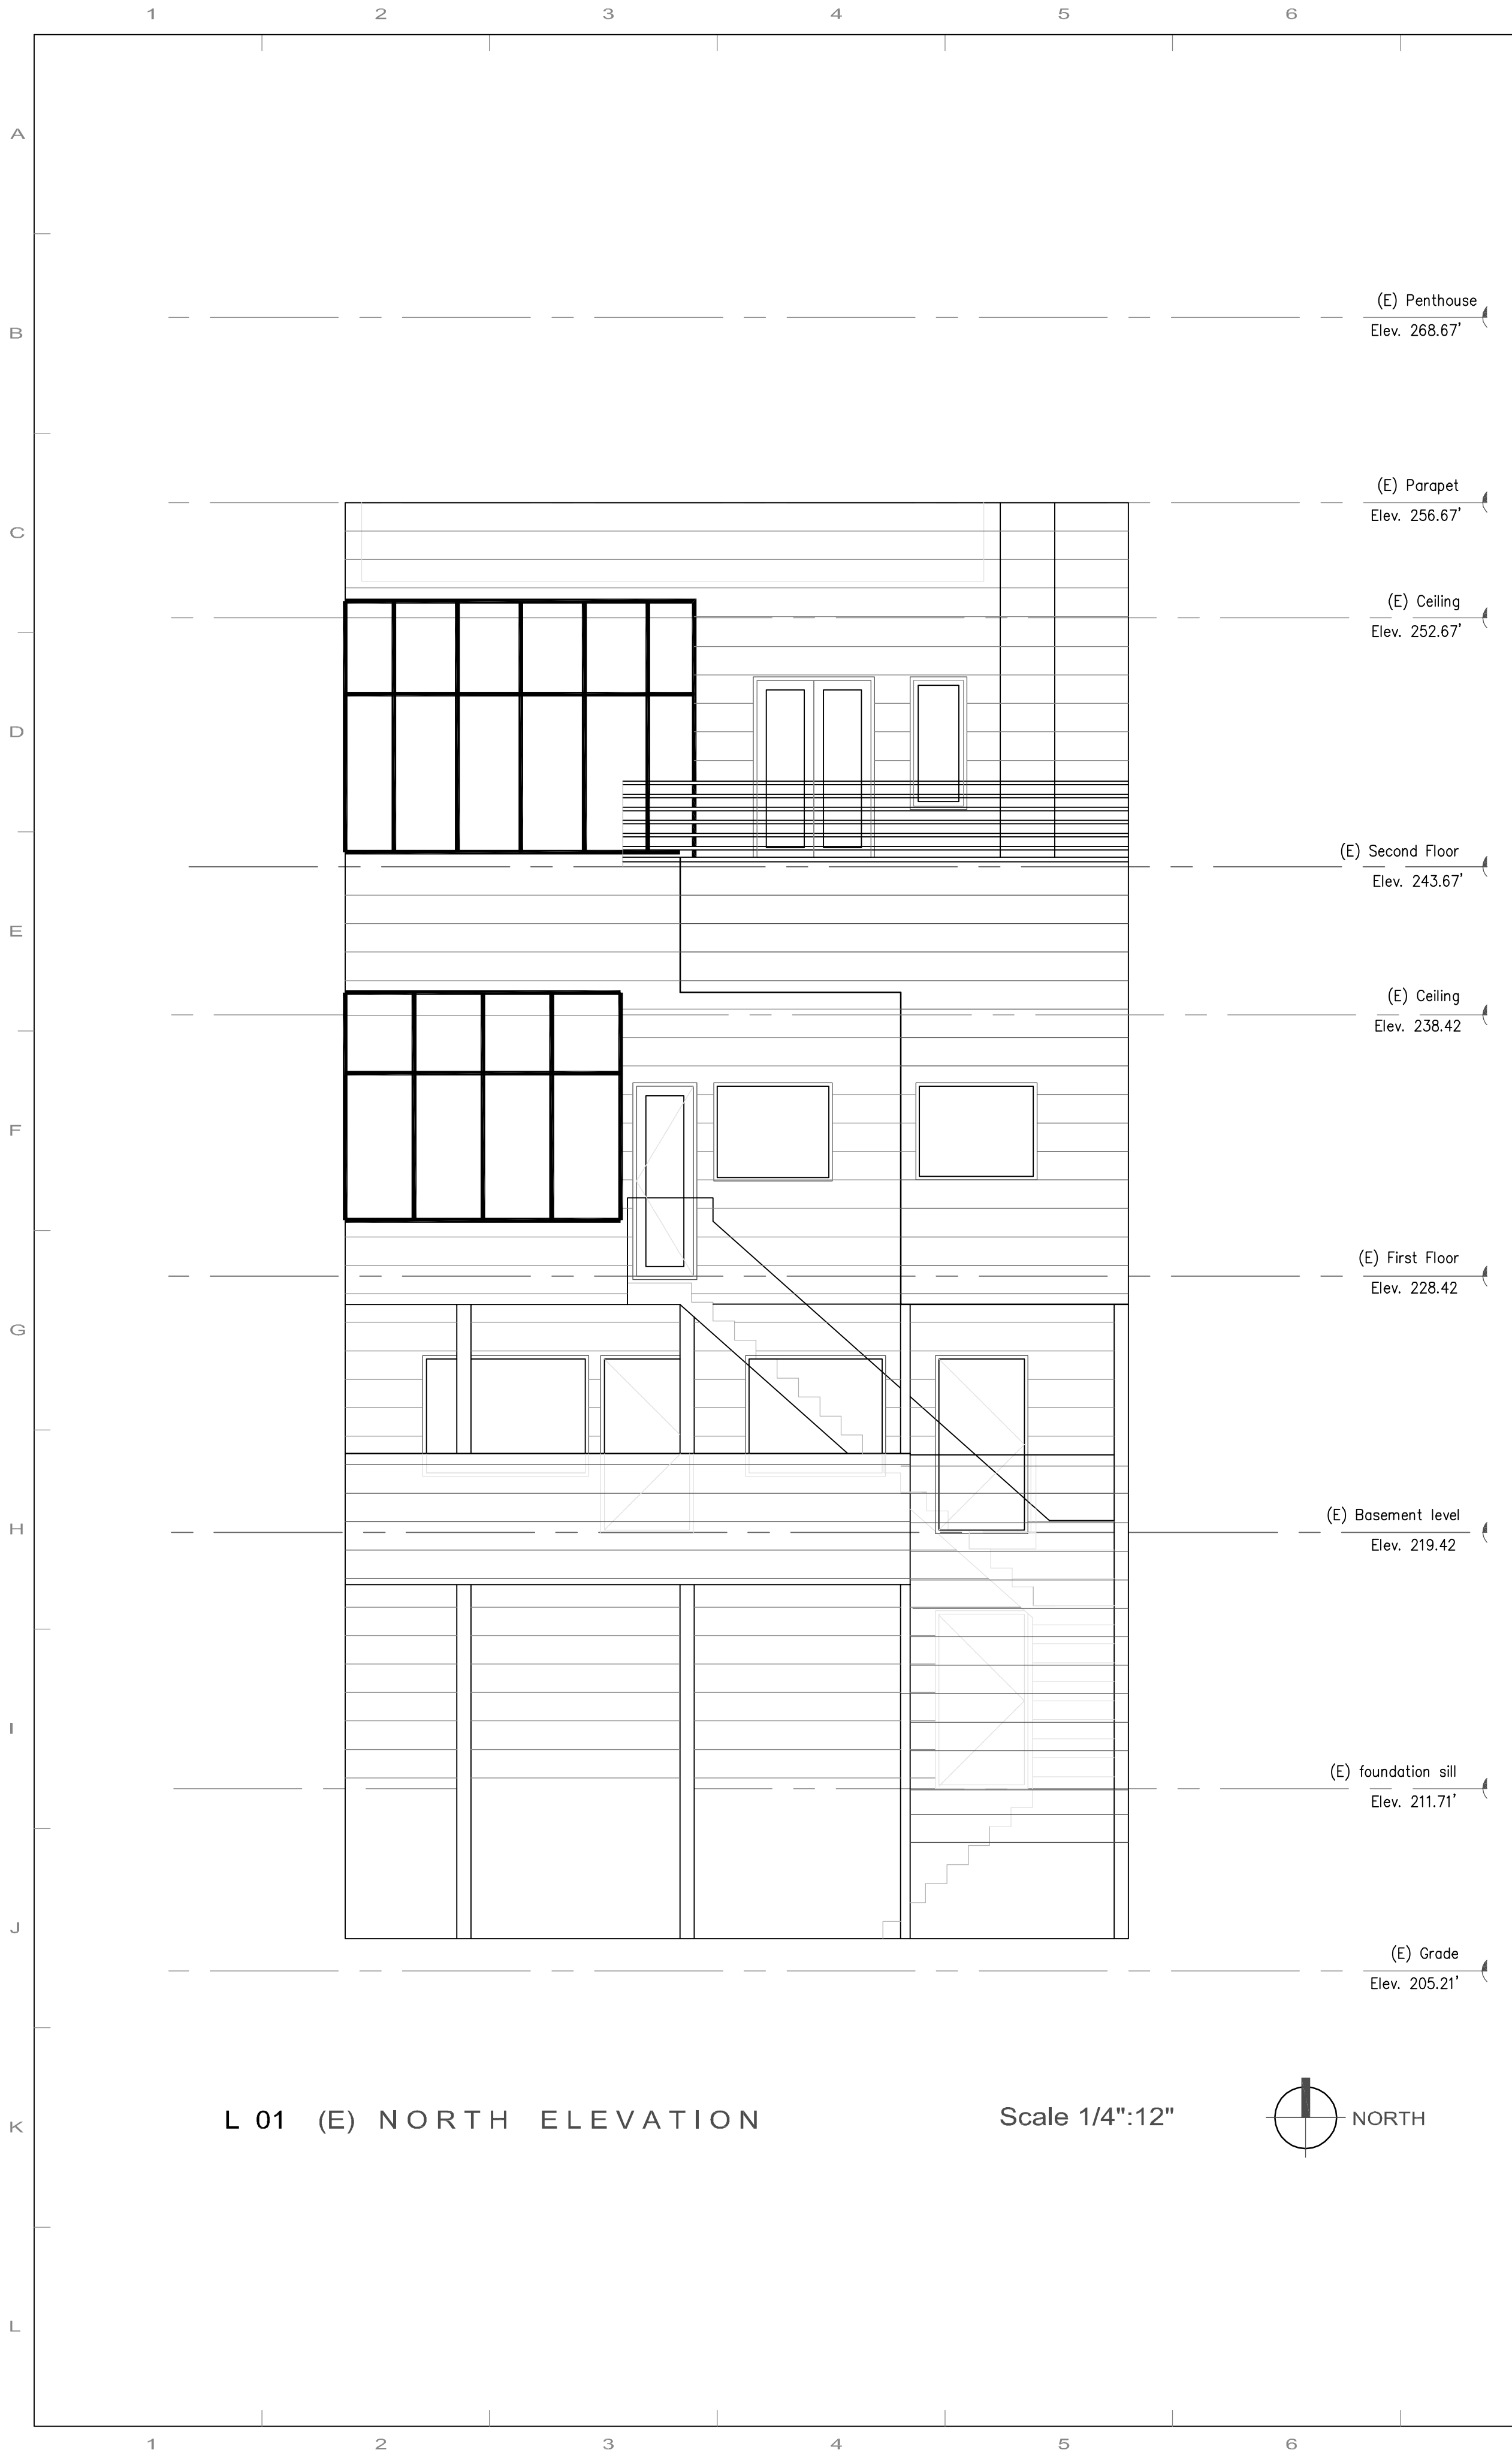 1 2 3 4 5 6
A
(E) Penthouse
B
Elev. 268.67'
(E) Parapet
Elev. 256.67'
C
(E) Ceiling
Elev. 252.67'
D
(E) Second Floor
Elev. 243.67'
E
(E) Ceiling
Elev. 238.42
F
(E) First Floor
Elev. 228.42
G
(E) Basement level
H
Elev. 219.42
I
(E) foundation sill
Elev. 211.71'
J
(E) Grade
Elev. 205.21'
K
L 01 (E) NORTH ELEVATION Scale 1/4":12" NORTH
L
1 2 3 4 5 6